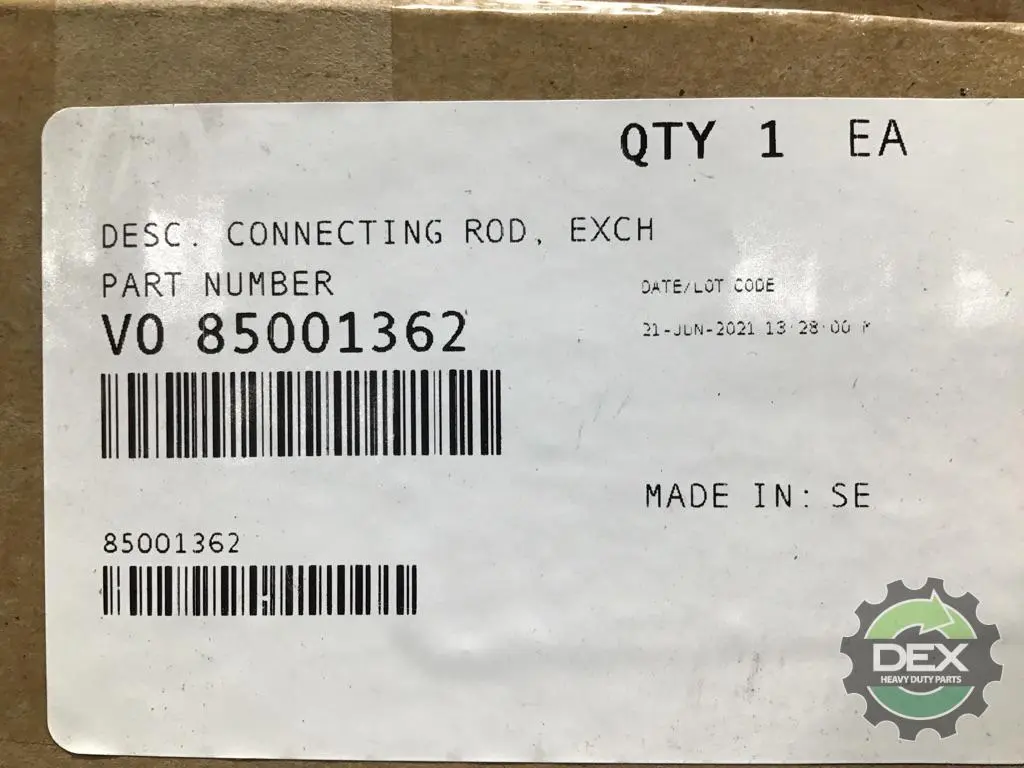 QTY 1 EA
DESC. CONNECTING ROD, EXCH
PART NUMBER
VO 85001362
DATE/LOT CODE
21-JUN-2021 13:28:00
MADE IN: SE
85001362
DEX
HEAVY DUTY PARTS